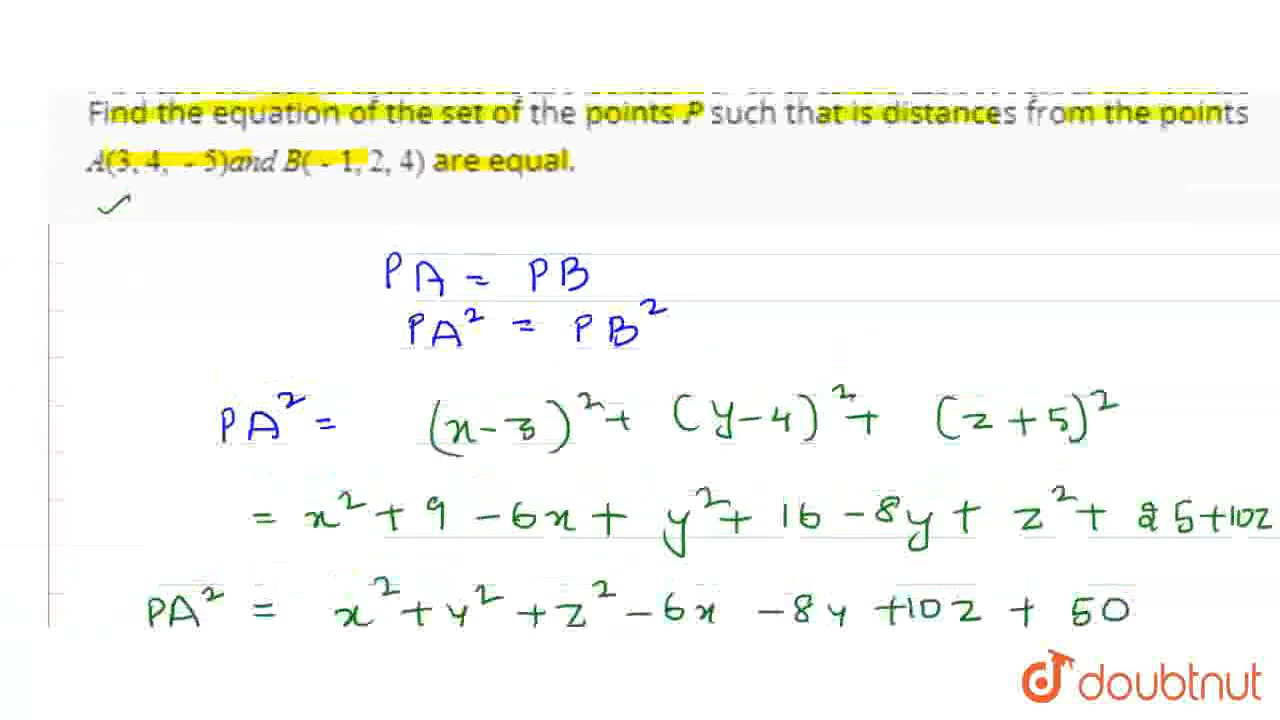 Find the equation of the set of the points P such that is distances from the points
A(3, 4, - 5)and B( - 1, 2, 4) are equal.
PA = PB
PA² = PB²
PA² = (x-3)² + (y-4)² + (z+5)²
= x² + 9 - 6x + y² + 16 - 8y + z² + 25 + 10z
PA² = x² + y² + z² - 6x - 8y + 10z + 50
doubtnut